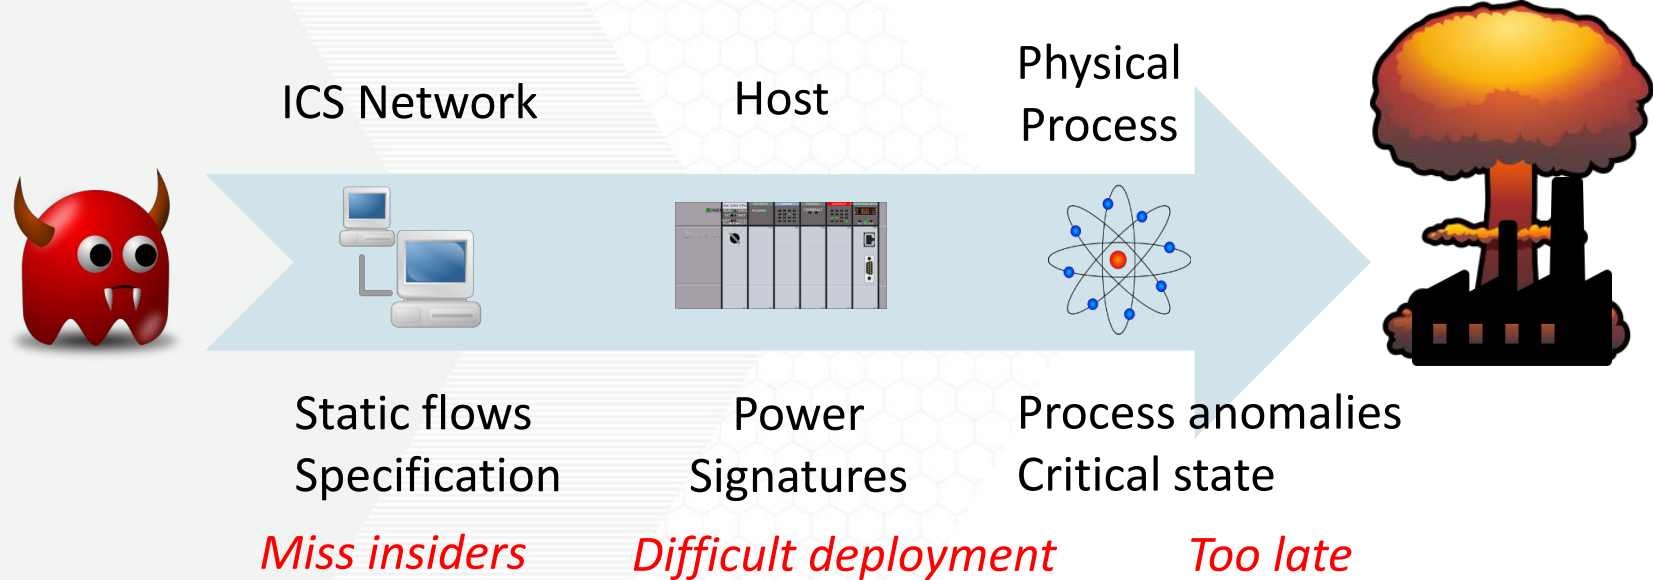 ICS Network
Host
Physical
Process
Static flows
Specification
Power
Signatures
Process anomalies
Critical state
Miss insiders
Difficult deployment
Too late